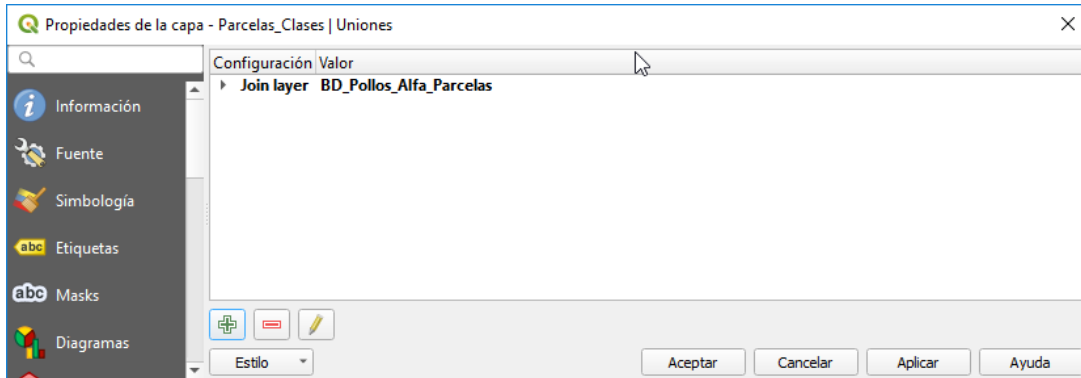 Propiedades de la capa - Parcelas_Clases | Uniones
Configuración Valor
Join layer BD_Pollos_Alfa_Parcelas
Información
Fuente
Simbología
abc Etiquetas
abc Masks
Diagramas
Estilo Aceptar Cancelar Aplicar Ayuda